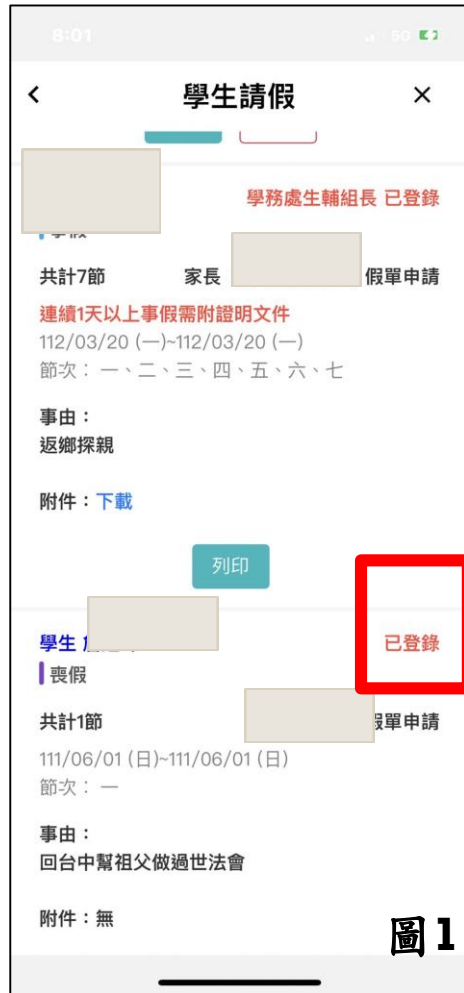 8:01
5G
學生請假
學務處生輔組長 已登錄
事假
共計7節 家長 假單申請
連續1天以上事假需附證明文件
112/03/20 (一)~112/03/20 (一)
節次： 一、二、三、四、五、六、七
事由：
返鄉探親
附件：下載
列印
學生 已登錄
喪假
共計1節 假單申請
111/06/01 (日)~111/06/01 (日)
節次： 一
事由：
回台中幫祖父做過世法會
附件：無
圖1